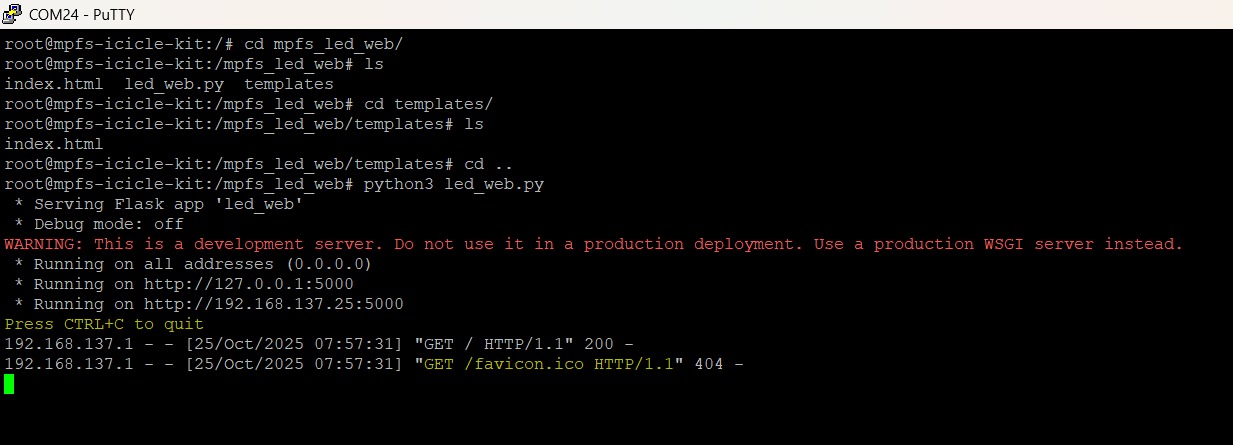 COM24 - PuTTY
root@mpfs-icicle-kit:/# cd mpfs_led_web/
root@mpfs-icicle-kit:/mpfs_led_web# ls
index.html  led_web.py  templates
root@mpfs-icicle-kit:/mpfs_led_web# cd templates/
root@mpfs-icicle-kit:/mpfs_led_web/templates# ls
index.html
root@mpfs-icicle-kit:/mpfs_led_web/templates# cd ..
root@mpfs-icicle-kit:/mpfs_led_web# python3 led_web.py
 * Serving Flask app 'led_web'
 * Debug mode: off
WARNING: This is a development server. Do not use it in a production deployment. Use a production WSGI server instead.
 * Running on all addresses (0.0.0.0)
 * Running on http://127.0.0.1:5000
 * Running on http://192.168.137.25:5000
Press CTRL+C to quit
192.168.137.1 - - [25/Oct/2025 07:57:31] "GET / HTTP/1.1" 200 -
192.168.137.1 - - [25/Oct/2025 07:57:31] "GET /favicon.ico HTTP/1.1" 404 -